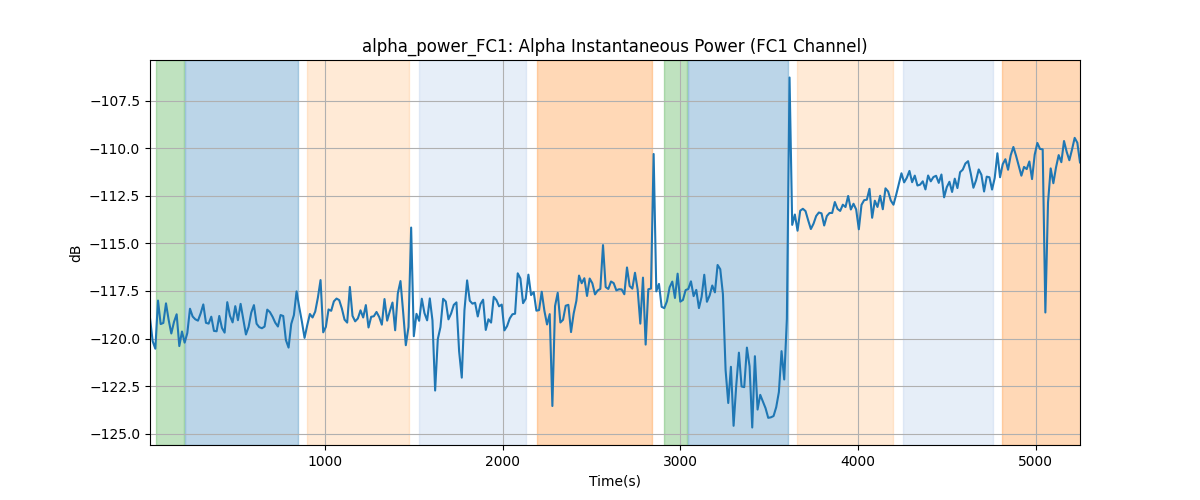 alpha_power_FC1: Alpha Instantaneous Power (FC1 Channel)
−107.5
−110.0
−112.5
−115.0
−117.5
−120.0
−122.5
−125.0
dB
1000 2000 3000 4000 5000
Time(s)